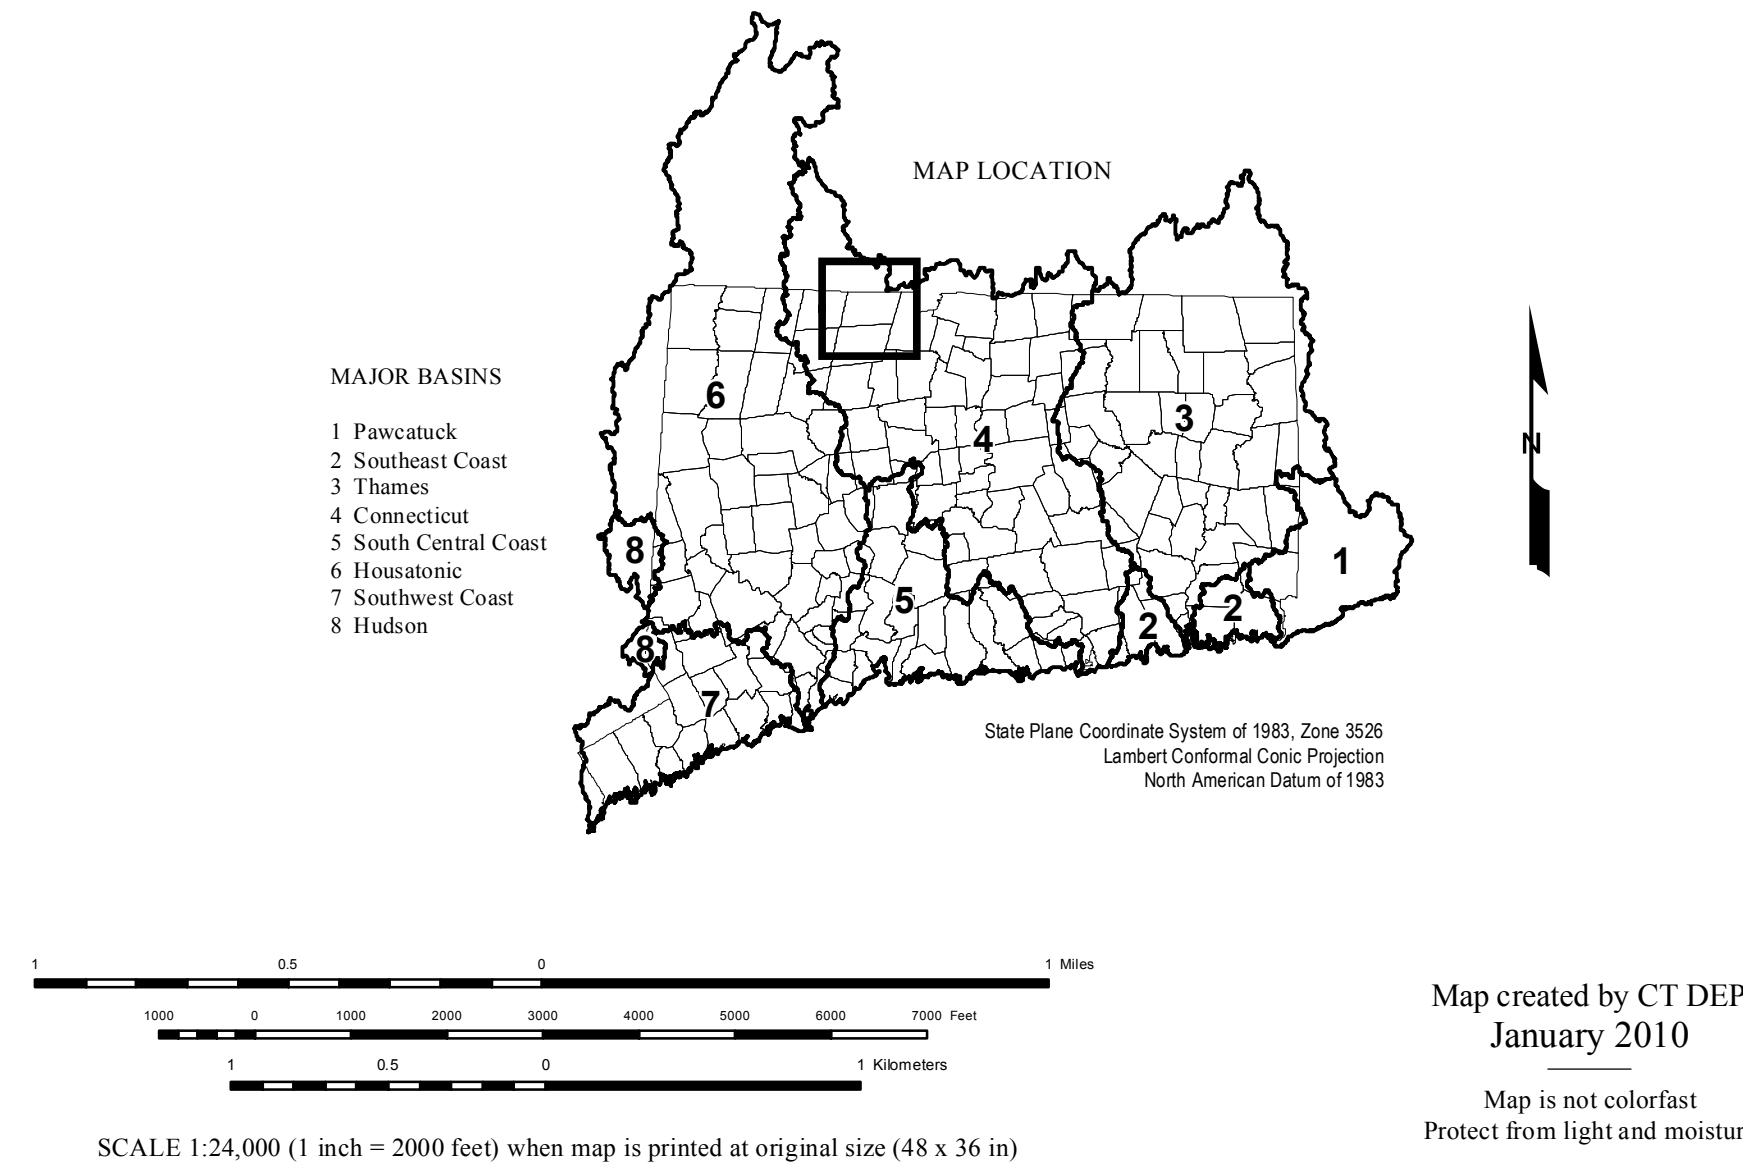 MAP LOCATION
MAJOR BASINS
1 Pawcatuck
2 Southeast Coast
3 Thames
4 Connecticut
5 South Central Coast
6 Housatonic
7 Southwest Coast
8 Hudson
6
3
4
N
8
1
5
2
2
8
7
State Plane Coordinate System of 1983, Zone 3526
Lambert Conformal Conic Projection
North American Datum of 1983
1 0.5 0 1 Miles
1000 0 1000 2000 3000 4000 5000 6000 7000 Feet
1 0.5 0 1 Kilometers
SCALE 1:24,000 (1 inch = 2000 feet) when map is printed at original size (48 x 36 in)
Map created by CT DEP
January 2010
Map is not colorfast
Protect from light and moistur